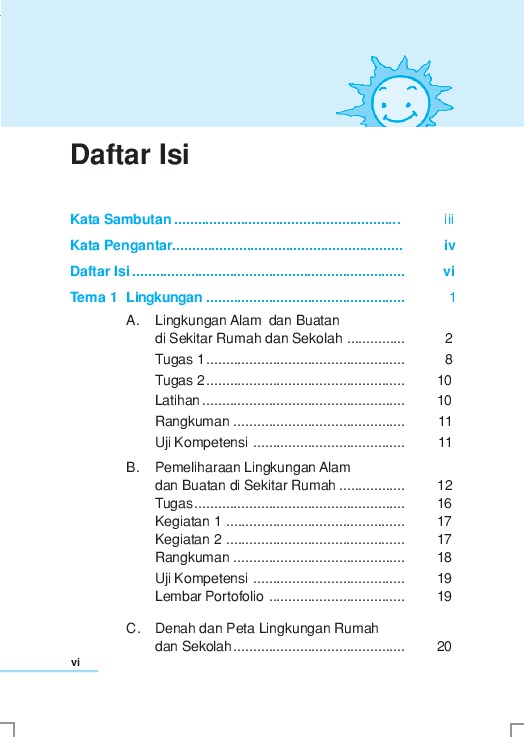 Daftar Isi
Kata Sambutan .......................................................... iii
Kata Pengantar........................................................... iv
Daftar Isi...................................................................... vi
Tema 1 Lingkungan ................................................... 1
A. Lingkungan Alam dan Buatan
di Sekitar Rumah dan Sekolah ............... 2
Tugas 1................................................... 8
Tugas 2................................................... 10
Latihan.................................................... 10
Rangkuman ............................................ 11
Uji Kompetensi ....................................... 11
B. Pemeliharaan Lingkungan Alam
dan Buatan di Sekitar Rumah ................. 12
Tugas...................................................... 16
Kegiatan 1 .............................................. 17
Kegiatan 2 .............................................. 17
Rangkuman ............................................ 18
Uji Kompetensi ....................................... 19
Lembar Portofolio ................................... 19
C. Denah dan Peta Lingkungan Rumah
dan Sekolah............................................ 20
vi